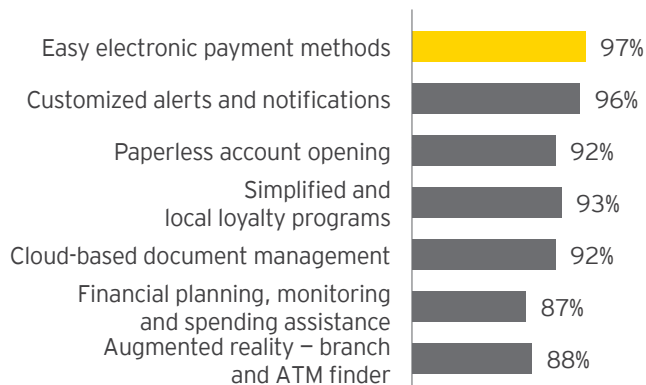 Easy electronic payment methods 97%
Customized alerts and notifications 96%
Paperless account opening 92%
Simplified and
local loyalty programs 93%
Cloud-based document management 92%
Financial planning, monitoring
and spending assistance 87%
Augmented reality – branch
and ATM finder 88%